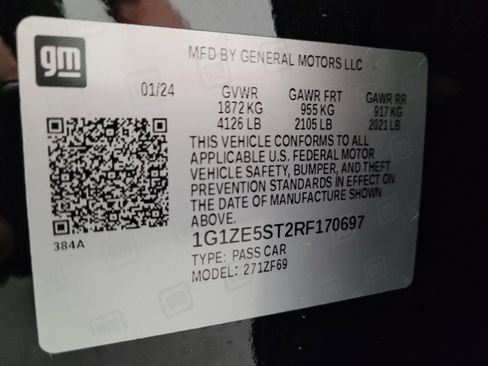 gm
MFD BY GENERAL MOTORS LLC
01/24 GVWR GAWR FRT GAWR RR
1872 KG 955 KG 917 KG
4126 LB 2105 LB 2021 LB
THIS VEHICLE CONFORMS TO ALL
APPLICABLE U.S. FEDERAL MOTOR
VEHICLE SAFETY, BUMPER, AND THEFT
PREVENTION STANDARDS IN EFFECT ON
THE DATE OF MANUFACTURE SHOWN
ABOVE.
384A
1G1ZE5ST2RF170697
TYPE: PASS CAR
MODEL: 271ZF69